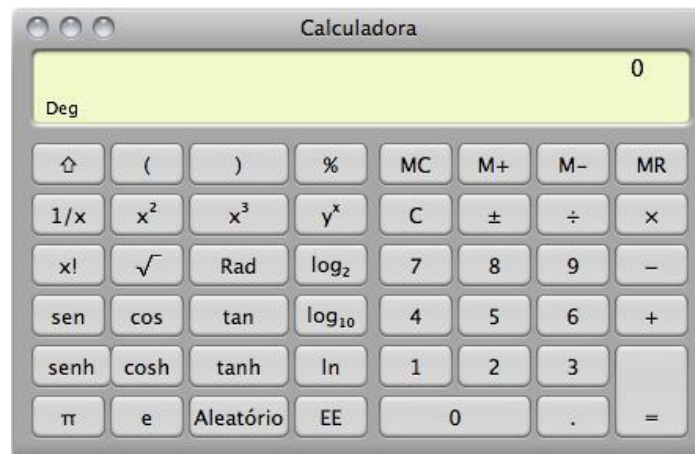 Calculadora
0
Deg
⇧ ( ) % MC M+ M- MR
1/x x² x³ yˣ C ± ÷ ×
x! √ Rad log₂ 7 8 9 −
sen cos tan log₁₀ 4 5 6 +
senh cosh tanh ln 1 2 3
π e Aleatório EE 0 . =